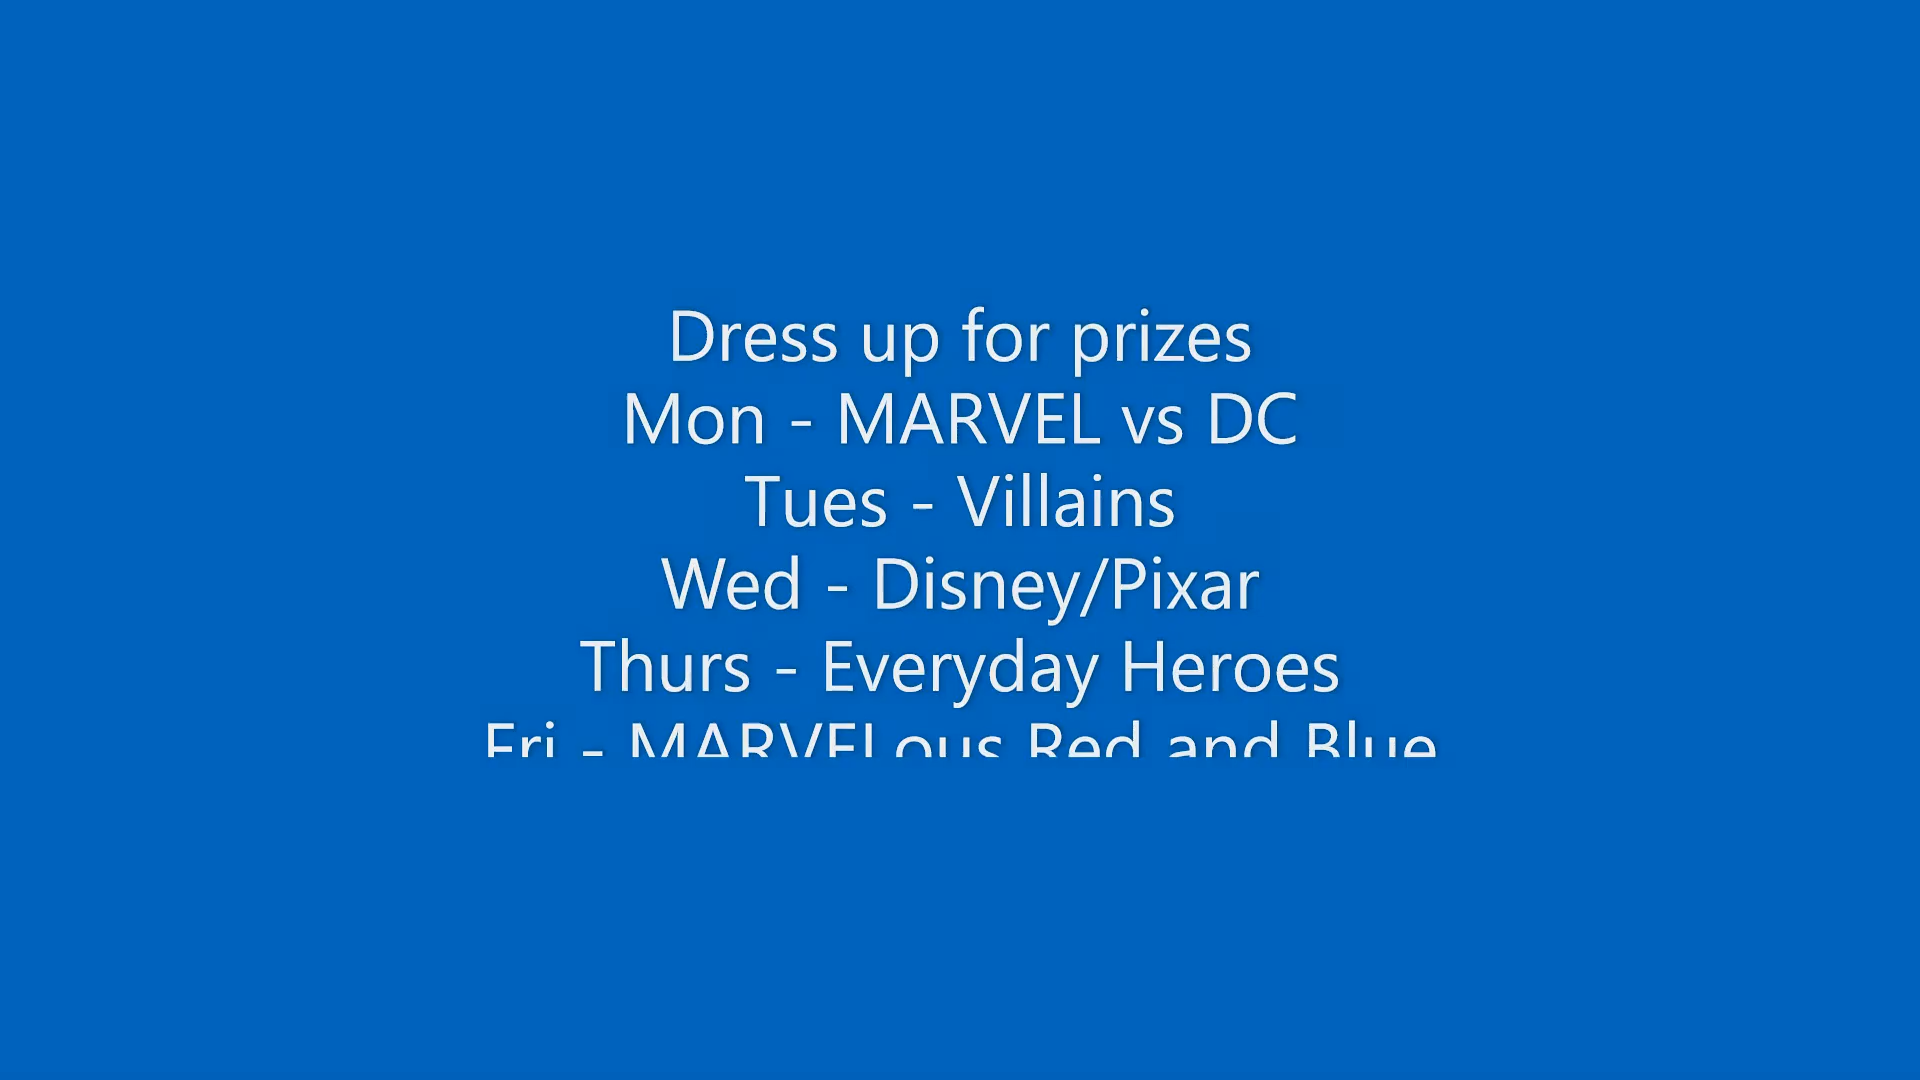 Dress up for prizes
Mon - MARVEL vs DC
Tues - Villains
Wed - Disney/Pixar
Thurs - Everyday Heroes
Fri - MARVELous Red and Blue